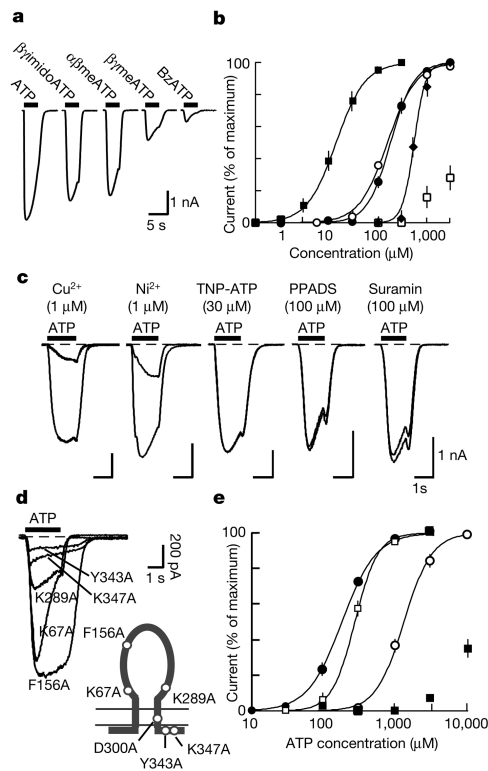 a
ATP
βγimidoATP
αβmeATP
βγmeATP
BzATP
1 nA
5 s
b
Current (% of maximum)
100
0
1
10
100
1,000
Concentration (μM)
c
Cu2+
(1 μM)
ATP
Ni2+
(1 μM)
ATP
TNP-ATP
(30 μM)
ATP
PPADS
(100 μM)
ATP
Suramin
(100 μM)
ATP
1 nA
1s
d
ATP
200 pA
1 s
Y343A
K347A
K289A
K67A
F156A
F156A
K67A
K289A
D300A
K347A
Y343A
e
Current (% of maximum)
100
0
10
100
1,000
10,000
ATP concentration (μM)